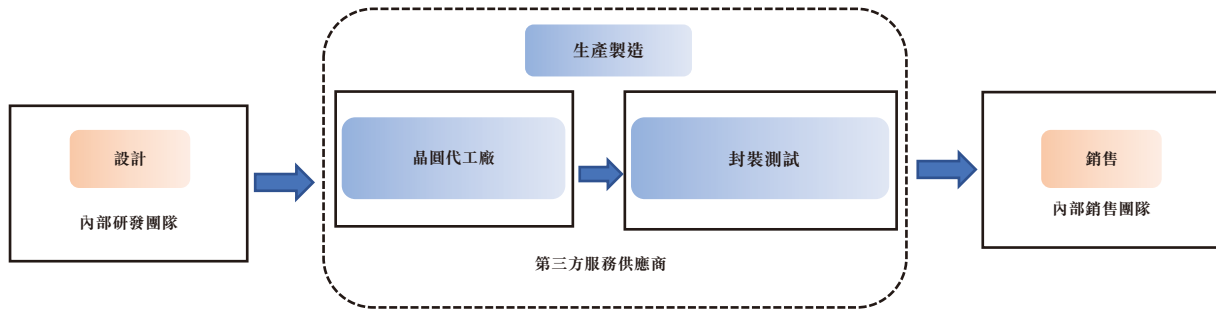 生產製造
設計
內部研發團隊
晶圓代工廠
封裝測試
銷售
內部銷售團隊
第三方服務供應商